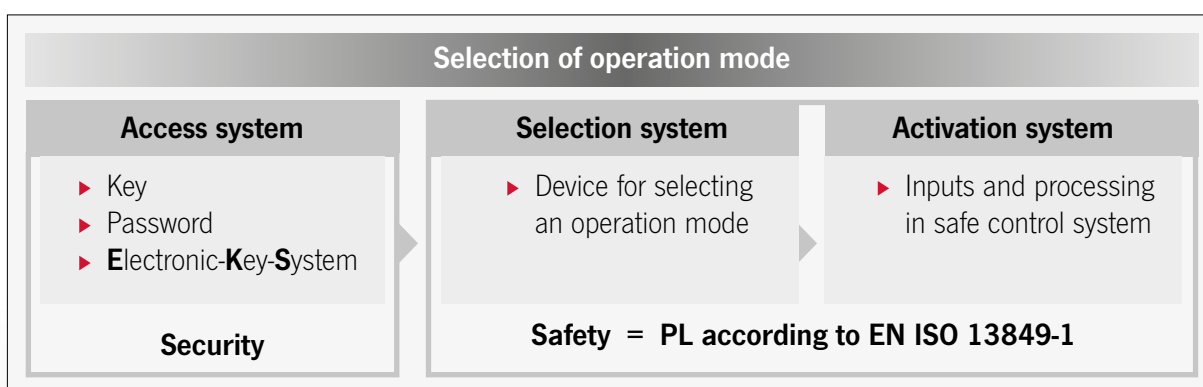 Selection of operation mode
Access system
Key
Password
Electronic-Key-System
Security
Selection system
Device for selecting
an operation mode
Activation system
Inputs and processing
in safe control system
Safety = PL according to EN ISO 13849-1